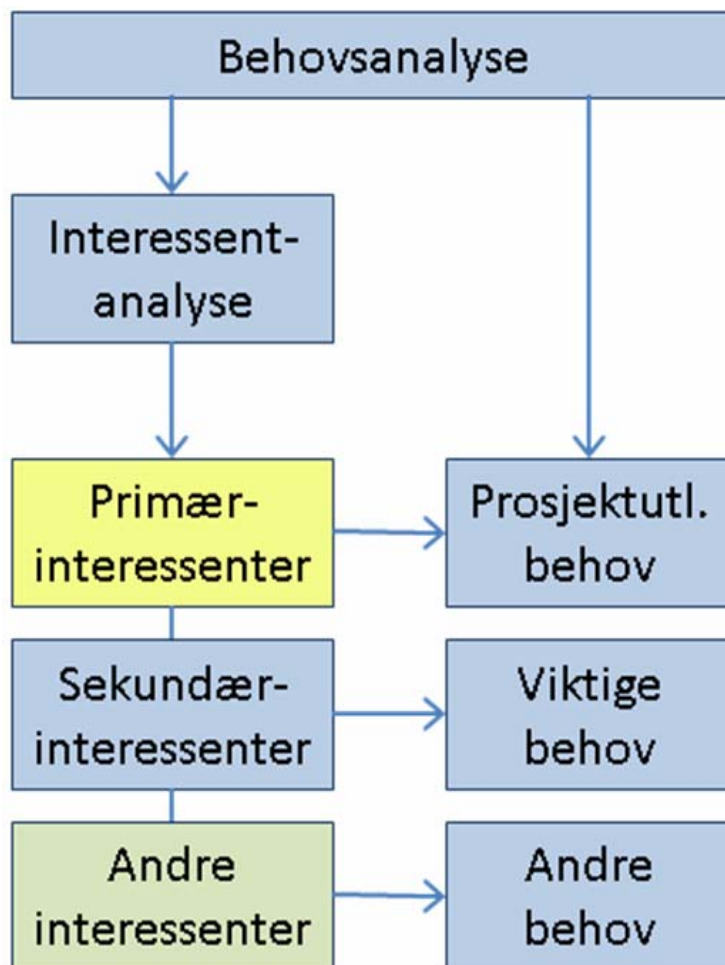 Behovsanalyse
Interessent-
analyse
Primær-
interessenter
Prosjektutl.
behov
Sekundær-
interessenter
Viktige
behov
Andre
interessenter
Andre
behov